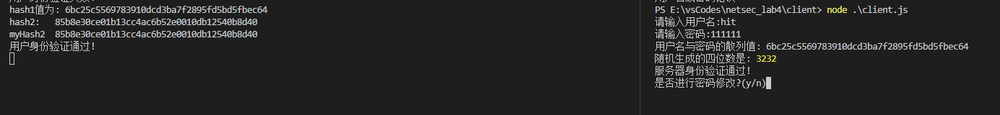 hash1值为: 6bc25c5569783910dcd3ba7f2895fd5bd5fbec64
hash2:   85b8e30ce01b13cc4ac6b52e0010db12540b8d40
myHash2  85b8e30ce01b13cc4ac6b52e0010db12540b8d40
用户身份验证通过!
PS E:\vsCodes\netsec_lab4\client> node .\client.js
请输入用户名:hit
请输入密码:111111
用户名与密码的散列值: 6bc25c5569783910dcd3ba7f2895fd5bd5fbec64
随机生成的四位数是: 3232
服务器身份验证通过!
是否进行密码修改?(y/n)